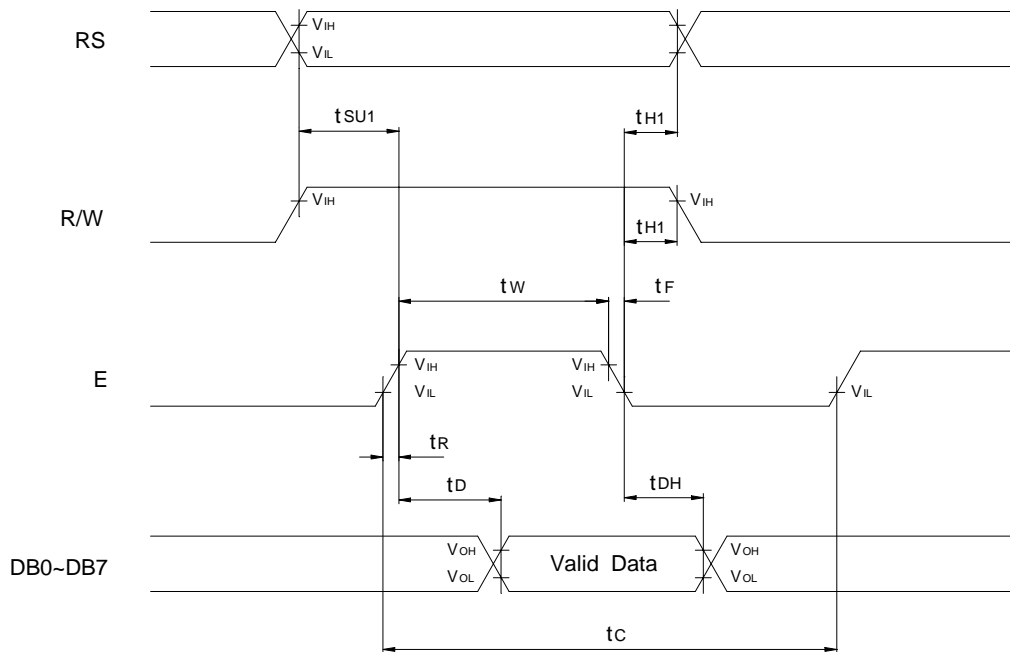 RS
VIH
VIL
tSU1
tH1
R/W
VIH
VIH
tH1
tW
tF
E
VIH
VIL
VIH
VIL
VIL
tR
tD
tDH
DB0~DB7
VOH
VOL
Valid Data
VOH
VOL
tC